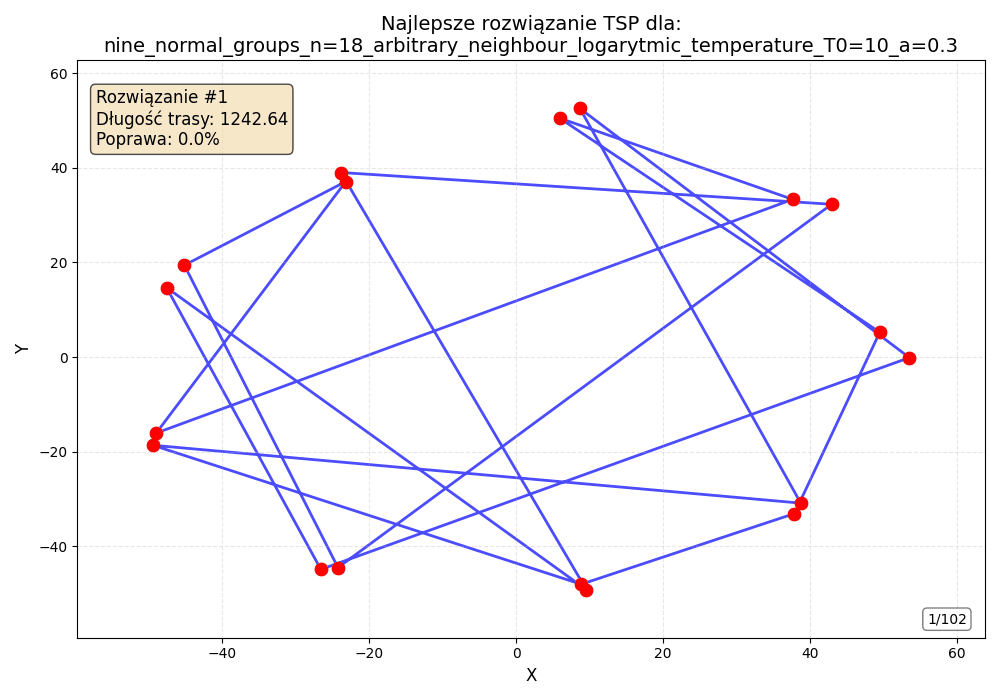 Najlepsze rozwiązanie TSP dla:
nine_normal_groups_n=18_arbitrary_neighbour_logarytmic_temperature_T0=10_a=0.3
Rozwiązanie #1
Długość trasy: 1242.64
Poprawa: 0.0%
60
40
20
0
−20
−40
Y
1/102
−40
−20
0
20
40
60
X